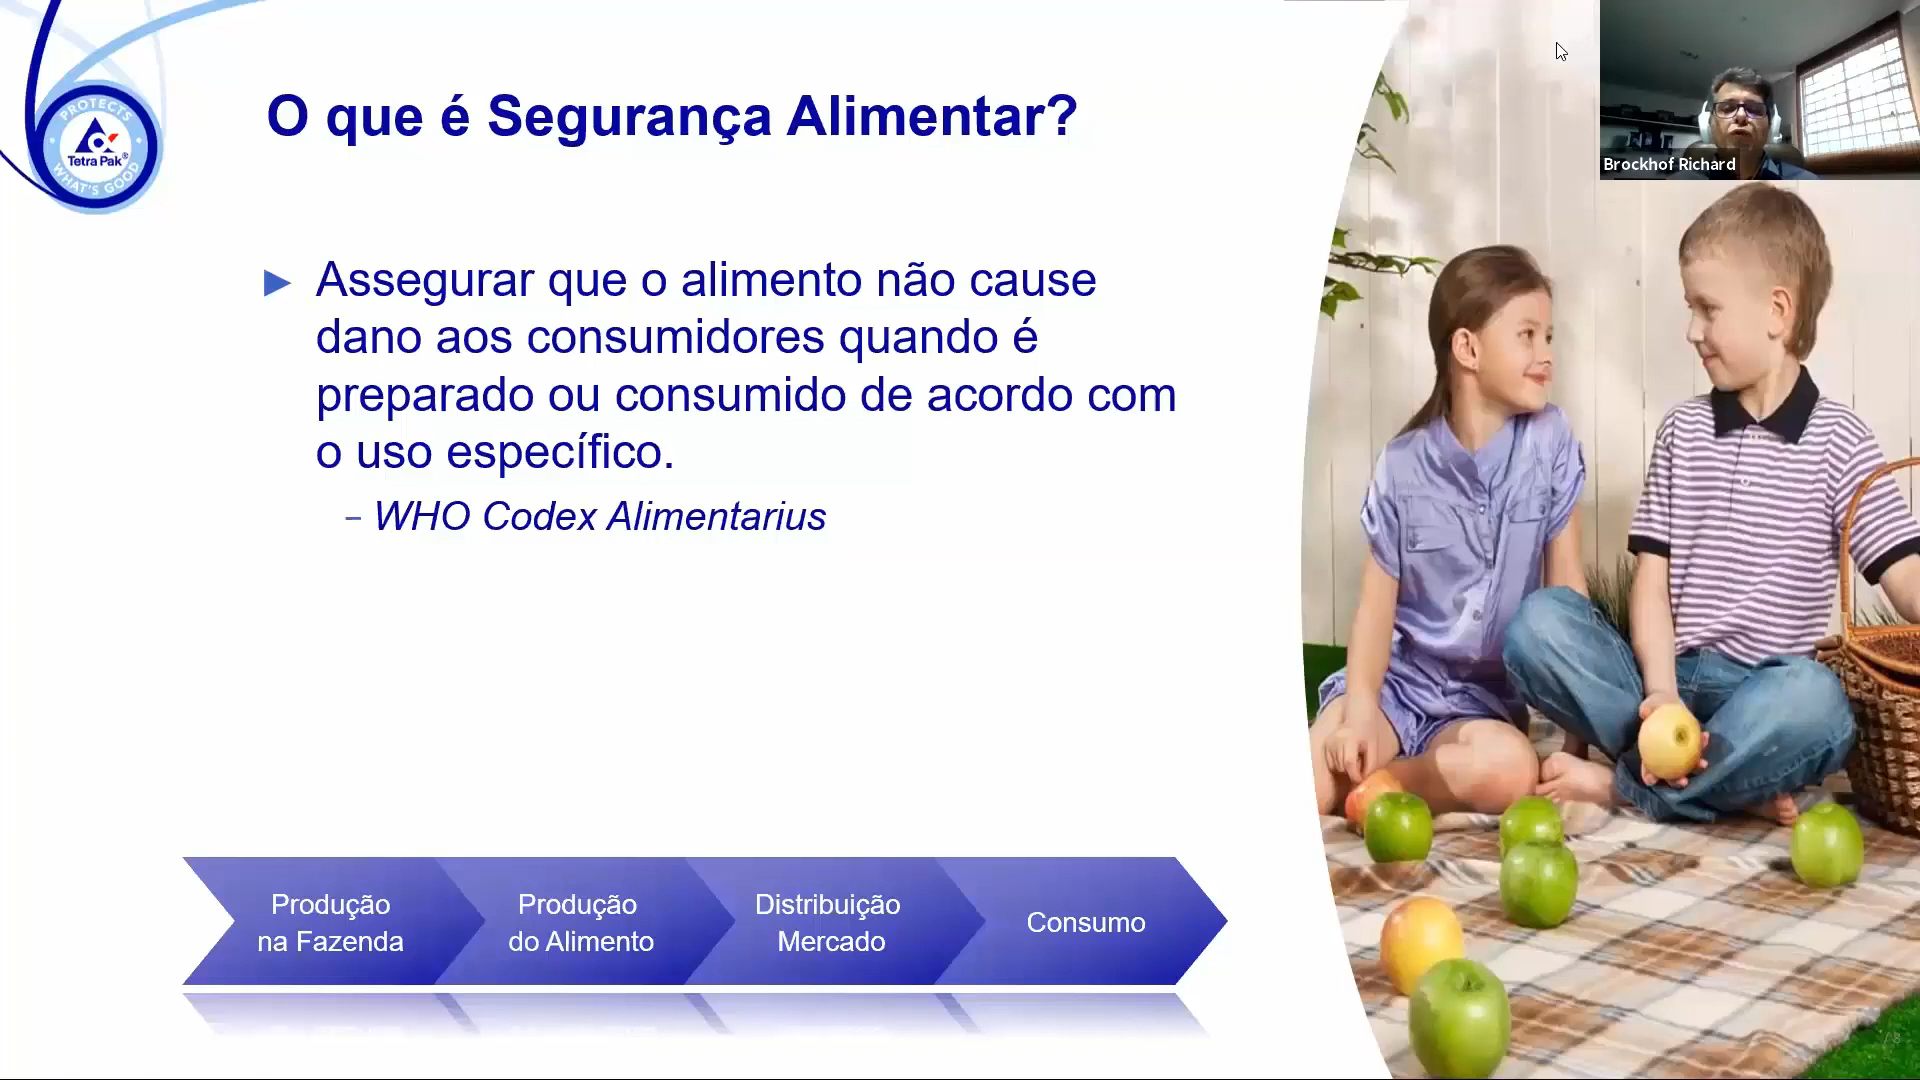 PROTECTS
Tetra Pak®
WHAT'S GOOD
O que é Segurança Alimentar?
Brockhof Richard
► Assegurar que o alimento não cause
dano aos consumidores quando é
preparado ou consumido de acordo com
o uso específico.
– WHO Codex Alimentarius
Produção
na Fazenda
Produção
do Alimento
Distribuição
Mercado
Consumo